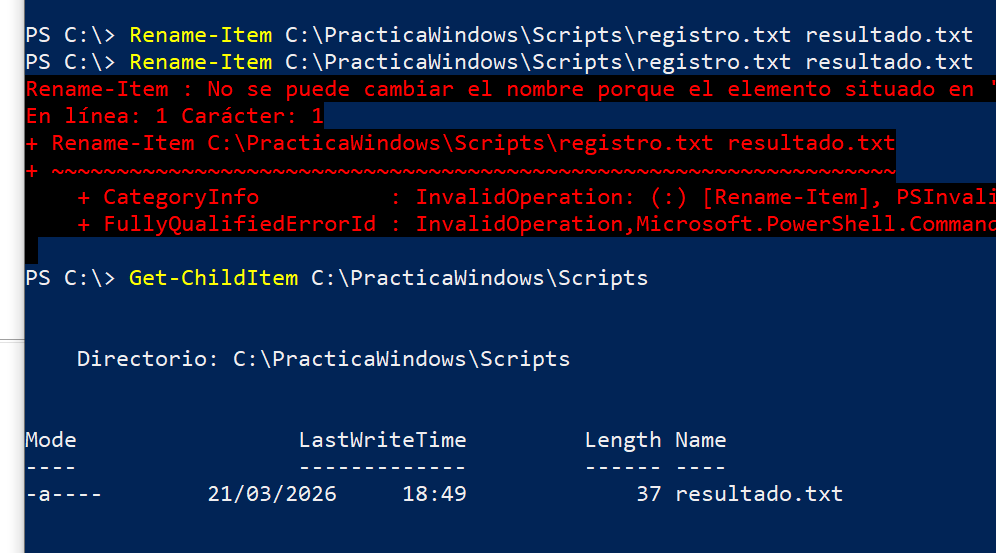 PS C:\> Rename-Item C:\PracticaWindows\Scripts\registro.txt resultado.txt
PS C:\> Rename-Item C:\PracticaWindows\Scripts\registro.txt resultado.txt
Rename-Item : No se puede cambiar el nombre porque el elemento situado en '
En línea: 1 Carácter: 1
+ Rename-Item C:\PracticaWindows\Scripts\registro.txt resultado.txt
+ ~~~~~~~~~~~~~~~~~~~~~~~~~~~~~~~~~~~~~~~~~~~~~~~~~~~~~~~~~~~~~~~~~
+ CategoryInfo : InvalidOperation: (:) [Rename-Item], PSInvali
+ FullyQualifiedErrorId : InvalidOperation,Microsoft.PowerShell.Command
PS C:\> Get-ChildItem C:\PracticaWindows\Scripts
Directorio: C:\PracticaWindows\Scripts
Mode LastWriteTime Length Name
---- ------------- ------ ----
-a---- 21/03/2026 18:49 37 resultado.txt